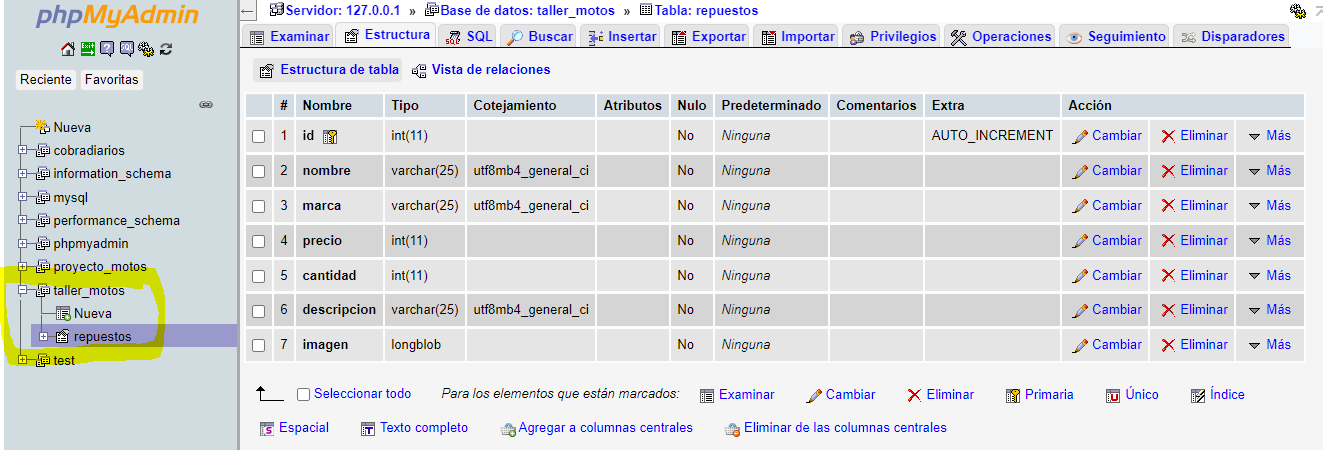 phpMyAdmin
Reciente Favoritas
Nueva
cobradiarios
information_schema
mysql
performance_schema
phpmyadmin
proyecto_motos
taller_motos
Nueva
repuestos
test
Servidor: 127.0.0.1 » Base de datos: taller_motos » Tabla: repuestos
Examinar Estructura SQL Buscar Insertar Exportar Importar Privilegios Operaciones Seguimiento Disparadores
Estructura de tabla Vista de relaciones
# Nombre Tipo Cotejamiento Atributos Nulo Predeterminado Comentarios Extra Acción
1 id int(11) No Ninguna AUTO_INCREMENT Cambiar Eliminar Más
2 nombre varchar(25) utf8mb4_general_ci No Ninguna Cambiar Eliminar Más
3 marca varchar(25) utf8mb4_general_ci No Ninguna Cambiar Eliminar Más
4 precio int(11) No Ninguna Cambiar Eliminar Más
5 cantidad int(11) No Ninguna Cambiar Eliminar Más
6 descripcion varchar(25) utf8mb4_general_ci No Ninguna Cambiar Eliminar Más
7 imagen longblob No Ninguna Cambiar Eliminar Más
Seleccionar todo Para los elementos que están marcados: Examinar Cambiar Eliminar Primaria Único Índice
Espacial Texto completo Agregar a columnas centrales Eliminar de las columnas centrales